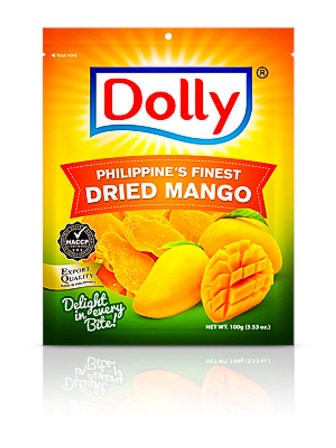 TEAR HERE
Dolly®
PHILIPPINE'S FINEST
DRIED MANGO
HACCP
EXPORT
QUALITY
Delight
in every
Bite!
NET WT. 100g (3.53 oz.)